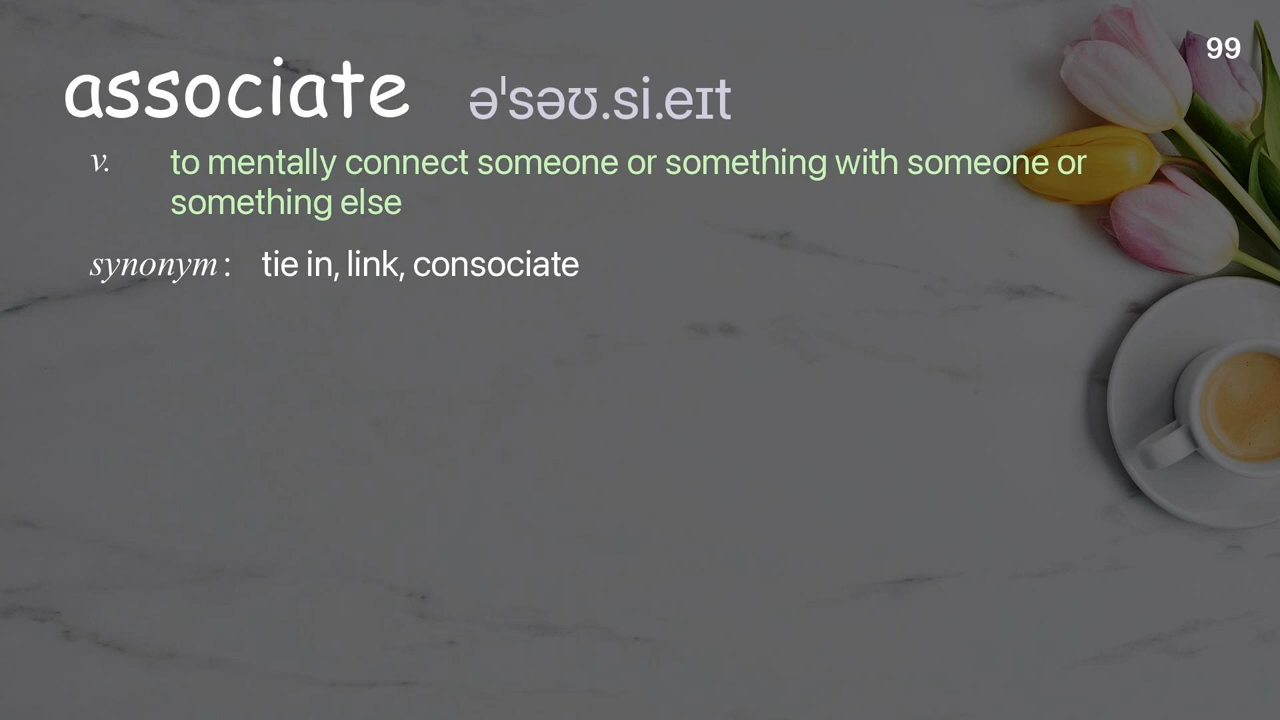 99
associate əˈsəʊ.si.eɪt
v. to mentally connect someone or something with someone or
something else
synonym : tie in, link, consociate